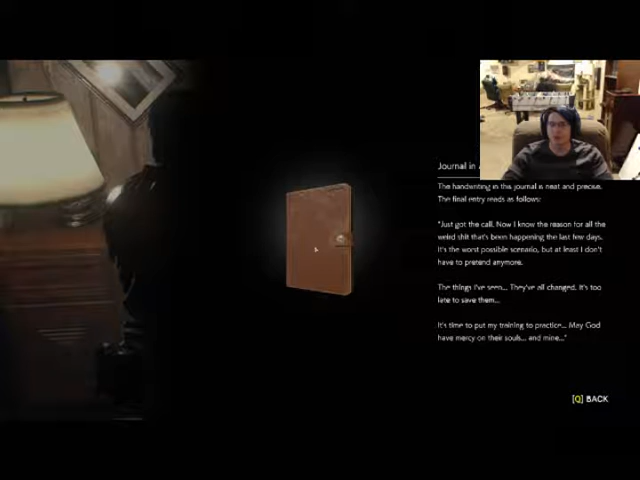 Journal in
The handwriting in this journal is neat and precise.
The final entry reads as follows:
"Just got the call. Now I know the reason for all the
weird shit that's been happening the last few days.
It's the worst possible scenario, but at least I don't
have to pretend anymore.
The things I've seen... They've all changed. It's too
late to save them...
It's time to put my training to practice... May God
have mercy on their souls... and mine..."
[Q] BACK